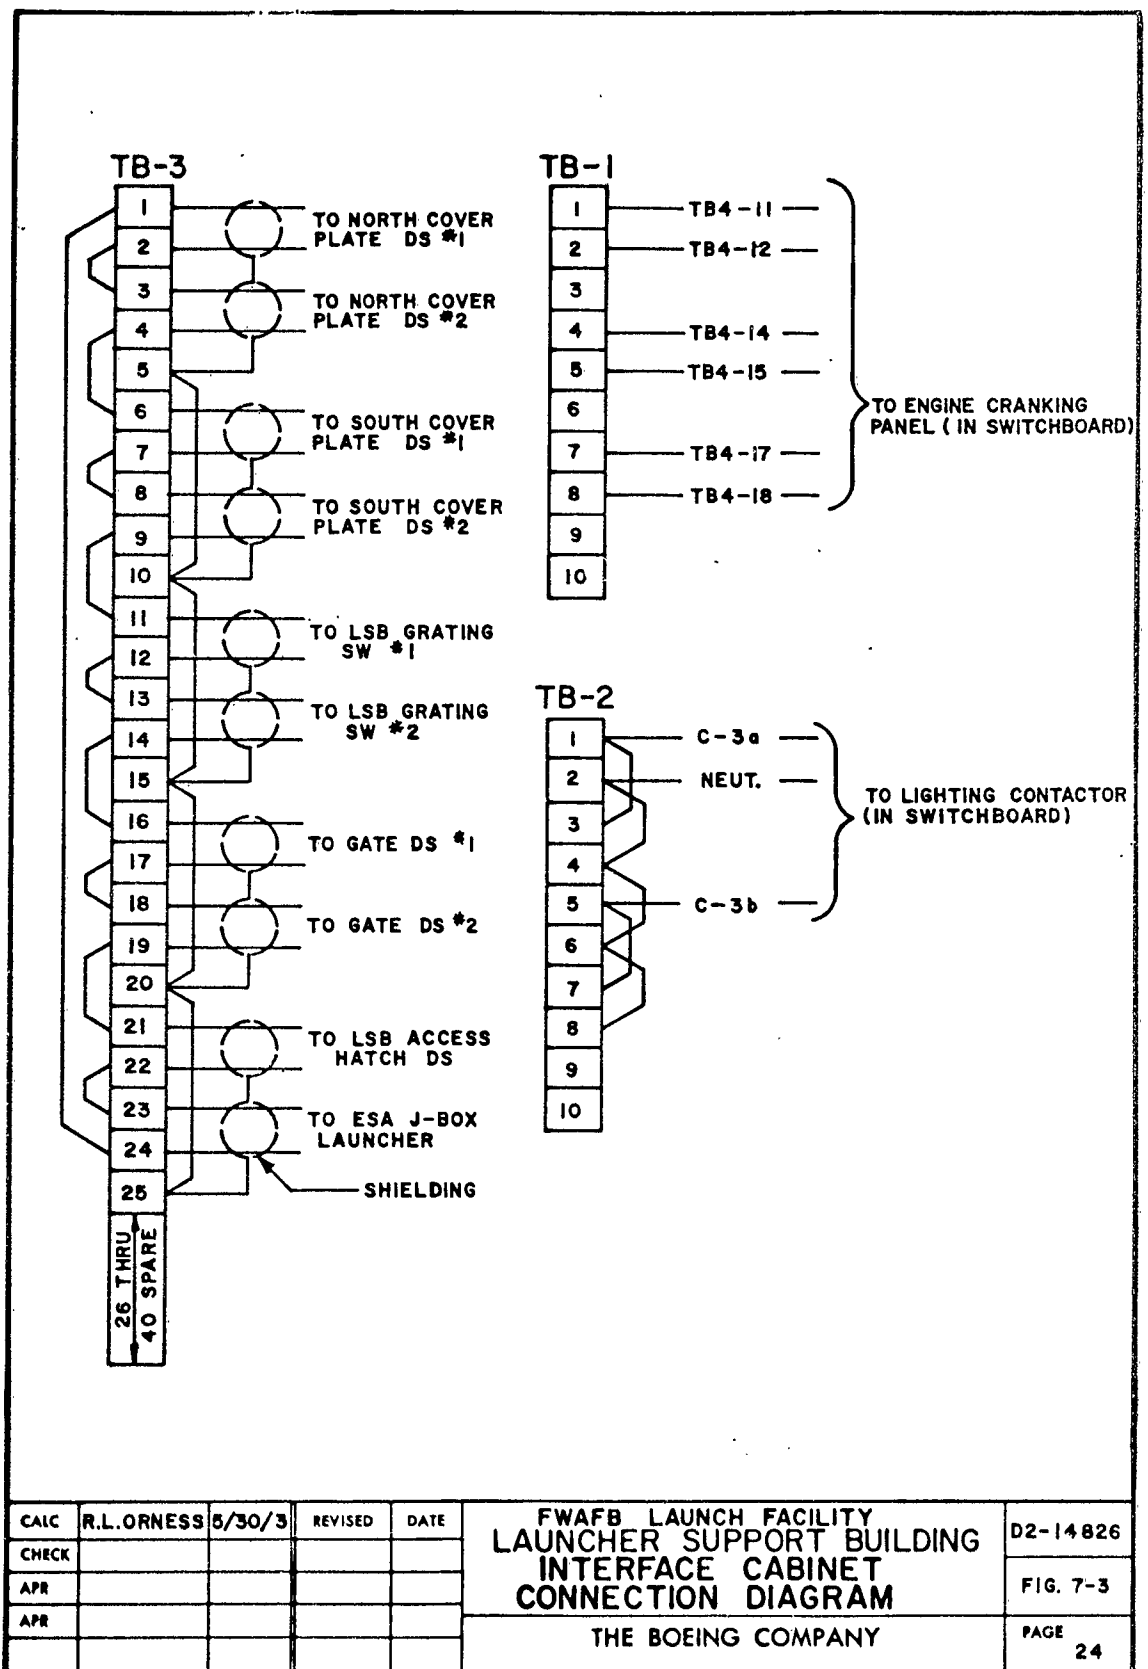 TB-3
1
2
3
4
5
6
7
8
9
10
11
12
13
14
15
16
17
18
19
20
21
22
23
24
25
26 THRU
40 SPARE
TO NORTH COVER
PLATE DS #1
TO NORTH COVER
PLATE DS #2
TO SOUTH COVER
PLATE DS #1
TO SOUTH COVER
PLATE DS #2
TO LSB GRATING
SW #1
TO LSB GRATING
SW #2
TO GATE DS #1
TO GATE DS #2
TO LSB ACCESS
HATCH DS
TO ESA J-BOX
LAUNCHER
SHIELDING
TB-1
1
2
3
4
5
6
7
8
9
10
TB4-11
TB4-12
TB4-14
TB4-15
TB4-17
TB4-18
TO ENGINE CRANKING
PANEL (IN SWITCHBOARD)
TB-2
1
2
3
4
5
6
7
8
9
10
C-3a
NEUT.
C-3b
TO LIGHTING CONTACTOR
(IN SWITCHBOARD)
CALC R.L.ORNESS 5/30/3 REVISED DATE
CHECK
APR
APR
FWAFB LAUNCH FACILITY
LAUNCHER SUPPORT BUILDING
INTERFACE CABINET
CONNECTION DIAGRAM
THE BOEING COMPANY
D2-14826
FIG. 7-3
PAGE
24